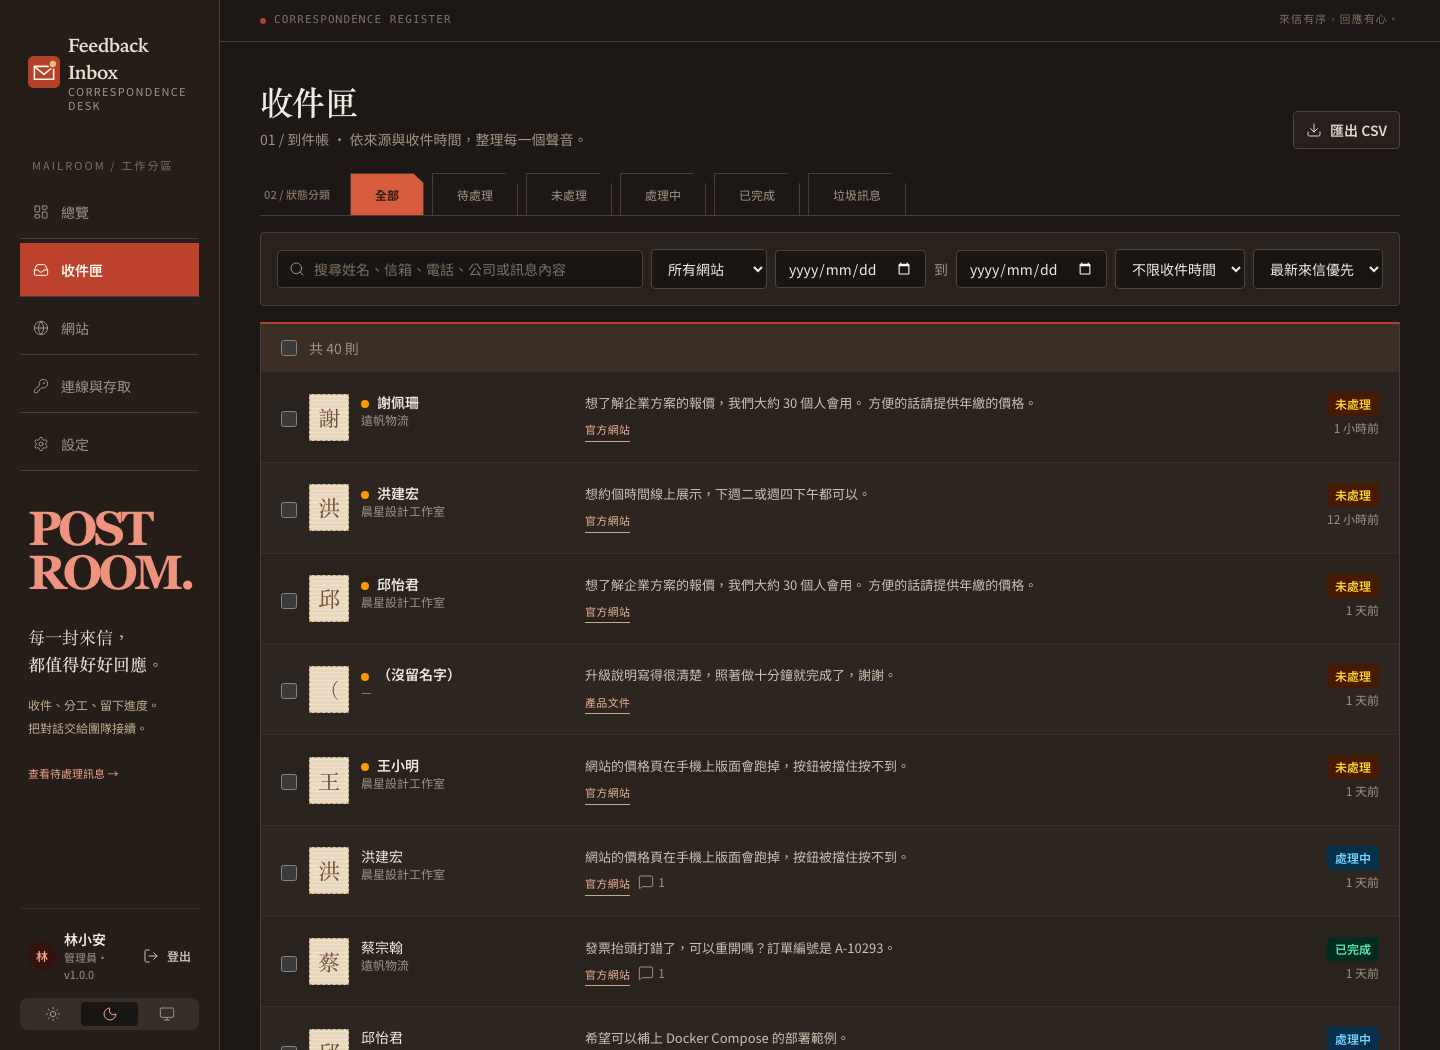 Feedback
Inbox
CORRESPONDENCE
DESK
MAILROOM / 工作分區
總覽
收件匣
網站
連線與存取
設定
POST
ROOM.
每一封來信，
都值得好好回應。
收件、分工、留下進度。
把對話交給團隊接續。
查看待處理訊息 →
林
林小安
管理員・
v1.0.0
登出
CORRESPONDENCE REGISTER
來信有序，回應有心。
收件匣
01 / 到件帳 ・ 依來源與收件時間，整理每一個聲音。
匯出 CSV
02 / 狀態分類 全部 待處理 未處理 處理中 已完成 垃圾訊息
搜尋姓名、信箱、電話、公司或訊息內容 所有網站 yyyy/mm/dd 到 yyyy/mm/dd 不限收件時間 最新來信優先
共 40 則
謝 謝佩珊 想了解企業方案的報價，我們大約 30 個人會用。 方便的話請提供年繳的價格。 未處理
遠帆物流 官方網站 1 小時前
洪 洪建宏 想約個時間線上展示，下週二或週四下午都可以。 未處理
晨星設計工作室 官方網站 12 小時前
邱 邱怡君 想了解企業方案的報價，我們大約 30 個人會用。 方便的話請提供年繳的價格。 未處理
晨星設計工作室 官方網站 1 天前
（ （沒留名字） 升級說明寫得很清楚，照著做十分鐘就完成了，謝謝。 未處理
— 產品文件 1 天前
王 王小明 網站的價格頁在手機上版面會跑掉，按鈕被擋住按不到。 未處理
晨星設計工作室 官方網站 1 天前
洪 洪建宏 網站的價格頁在手機上版面會跑掉，按鈕被擋住按不到。 處理中
晨星設計工作室 官方網站 1 1 天前
蔡 蔡宗翰 發票抬頭打錯了，可以重開嗎？訂單編號是 A-10293。 已完成
遠帆物流 官方網站 1 1 天前
邱 邱怡君 希望可以補上 Docker Compose 的部署範例。 處理中